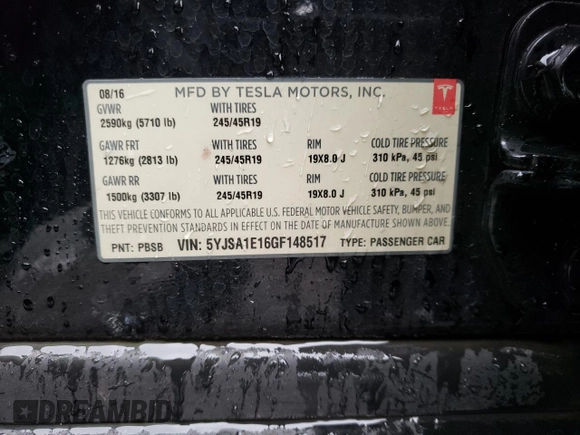 08/16 MFD BY TESLA MOTORS, INC.
GVWR WITH TIRES
2590kg (5710 lb) 245/45R19
TESLA
GAWR FRT WITH TIRES RIM COLD TIRE PRESSURE
1276kg (2813 lb) 245/45R19 19X8.0 J 310 kPa, 45 psi
GAWR RR WITH TIRES RIM COLD TIRE PRESSURE
1500kg (3307 lb) 245/45R19 19X8.0 J 310 kPa, 45 psi
THIS VEHICLE CONFORMS TO ALL APPLICABLE U.S. FEDERAL MOTOR VEHICLE SAFETY, BUMPER, AND
THEFT PREVENTION STANDARDS IN EFFECT ON THE DATE OF MANUFACTURE SHOWN ABOVE.
PNT: PBSB VIN: 5YJSA1E16GF148517 TYPE: PASSENGER CAR
DREAMBID